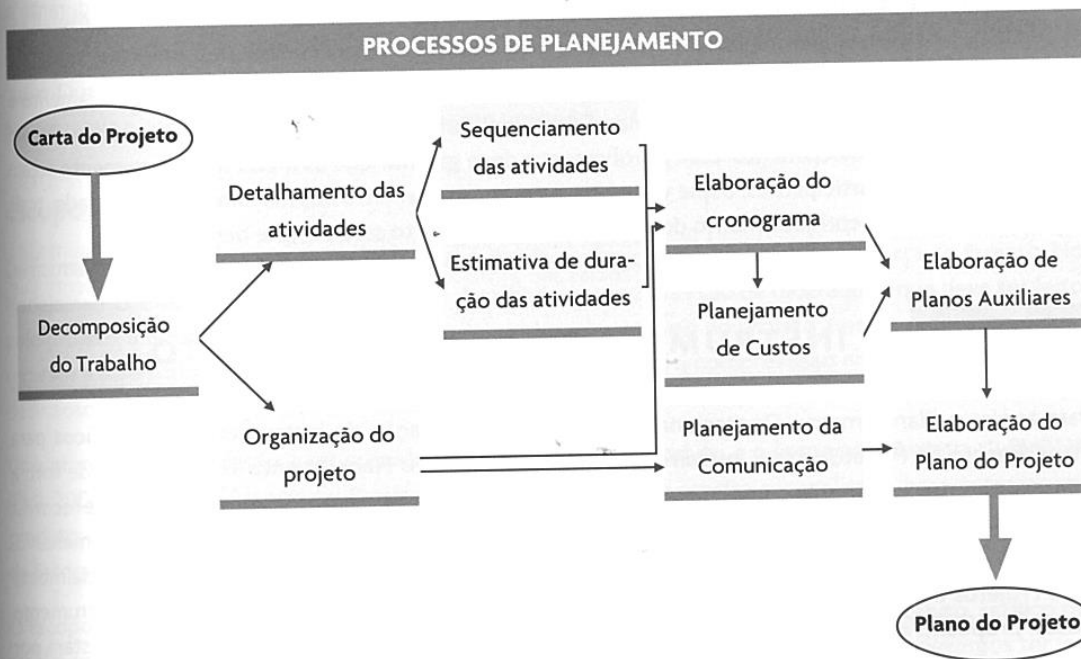 PROCESSOS DE PLANEJAMENTO
Carta do Projeto
Decomposição
do Trabalho
Detalhamento das
atividades
Organização do
projeto
Sequenciamento
das atividades
Estimativa de dura-
ção das atividades
Elaboração do
cronograma
Planejamento
de Custos
Planejamento da
Comunicação
Elaboração de
Planos Auxiliares
Elaboração do
Plano do Projeto
Plano do Projeto